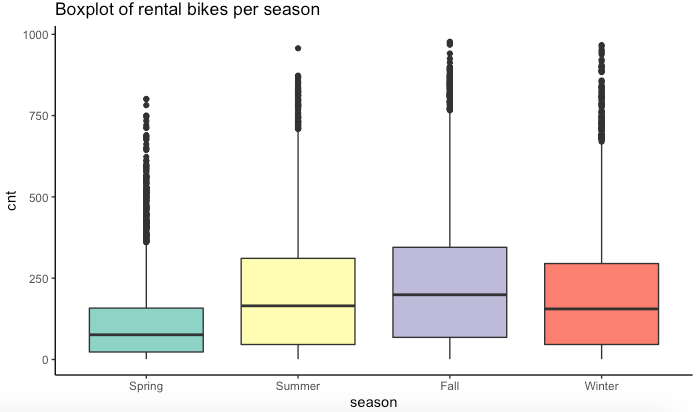 Boxplot of rental bikes per season
1000
750
500
250
0
cnt
Spring Summer Fall Winter
season